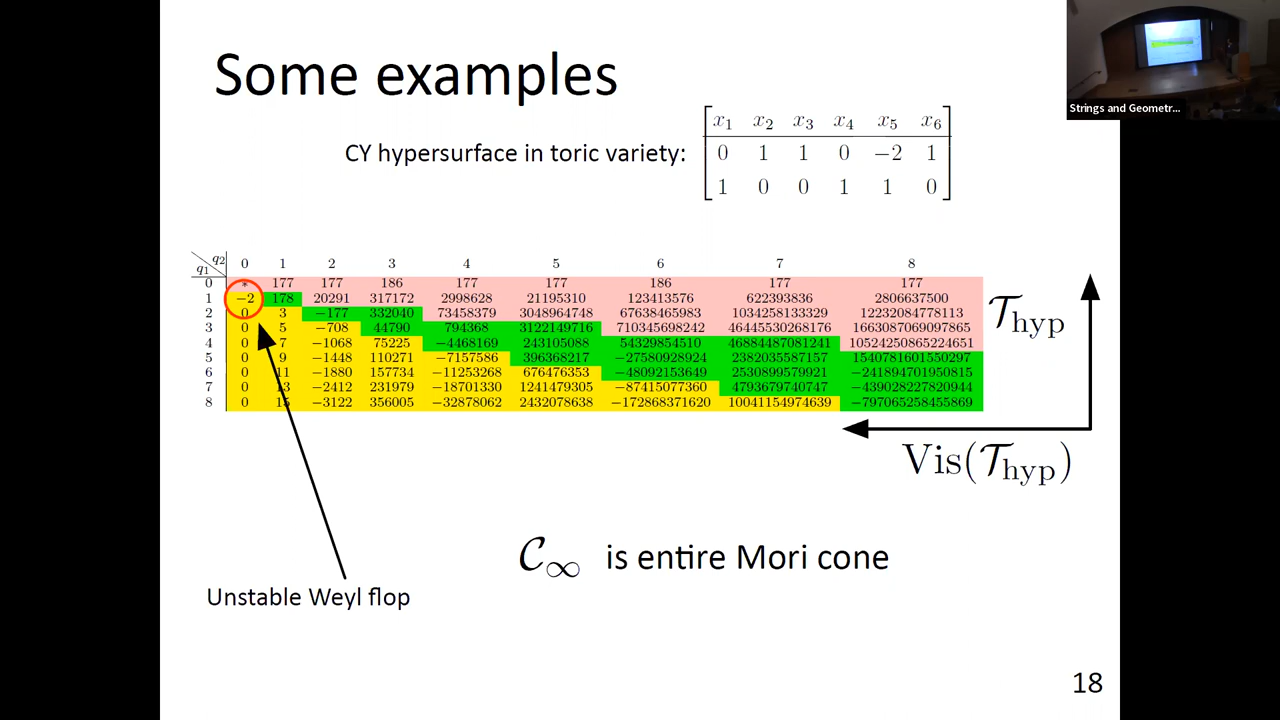 Some examples
Strings and Geometr...
CY hypersurface in toric variety:
x1 x2 x3 x4 x5 x6
0 1 1 0 −2 1
1 0 0 1 1 0
q1 q2 0 1 2 3 4 5 6 7 8
0 * 177 177 186 177 177 186 177 177
1 −2 178 20291 317172 2998628 21195310 123413576 622393836 2806637500
2 0 3 −177 332040 73458379 3048964748 67638465983 1034258133329 12232084778113
3 0 5 −708 44790 794368 3122149716 710345698242 46445530268176 1663087069097865
4 0 7 −1068 75225 −4468169 243105088 54329854510 46884487081241 10524250865224651
5 0 9 −1448 110271 −7157586 396368217 −27580928924 2382035587157 1540781601550297
6 0 11 −1880 157734 −11253268 676476353 −48092153649 2530899579921 −241894701950815
7 0 13 −2412 231979 −18701330 1241479305 −87415077360 4793679740747 −439028227820944
8 0 15 −3122 356005 −32878062 2432078638 −172868371620 10041154974639 −797065258455869
𝒯hyp
Vis(𝒯hyp)
𝒞∞ is entire Mori cone
Unstable Weyl flop
18